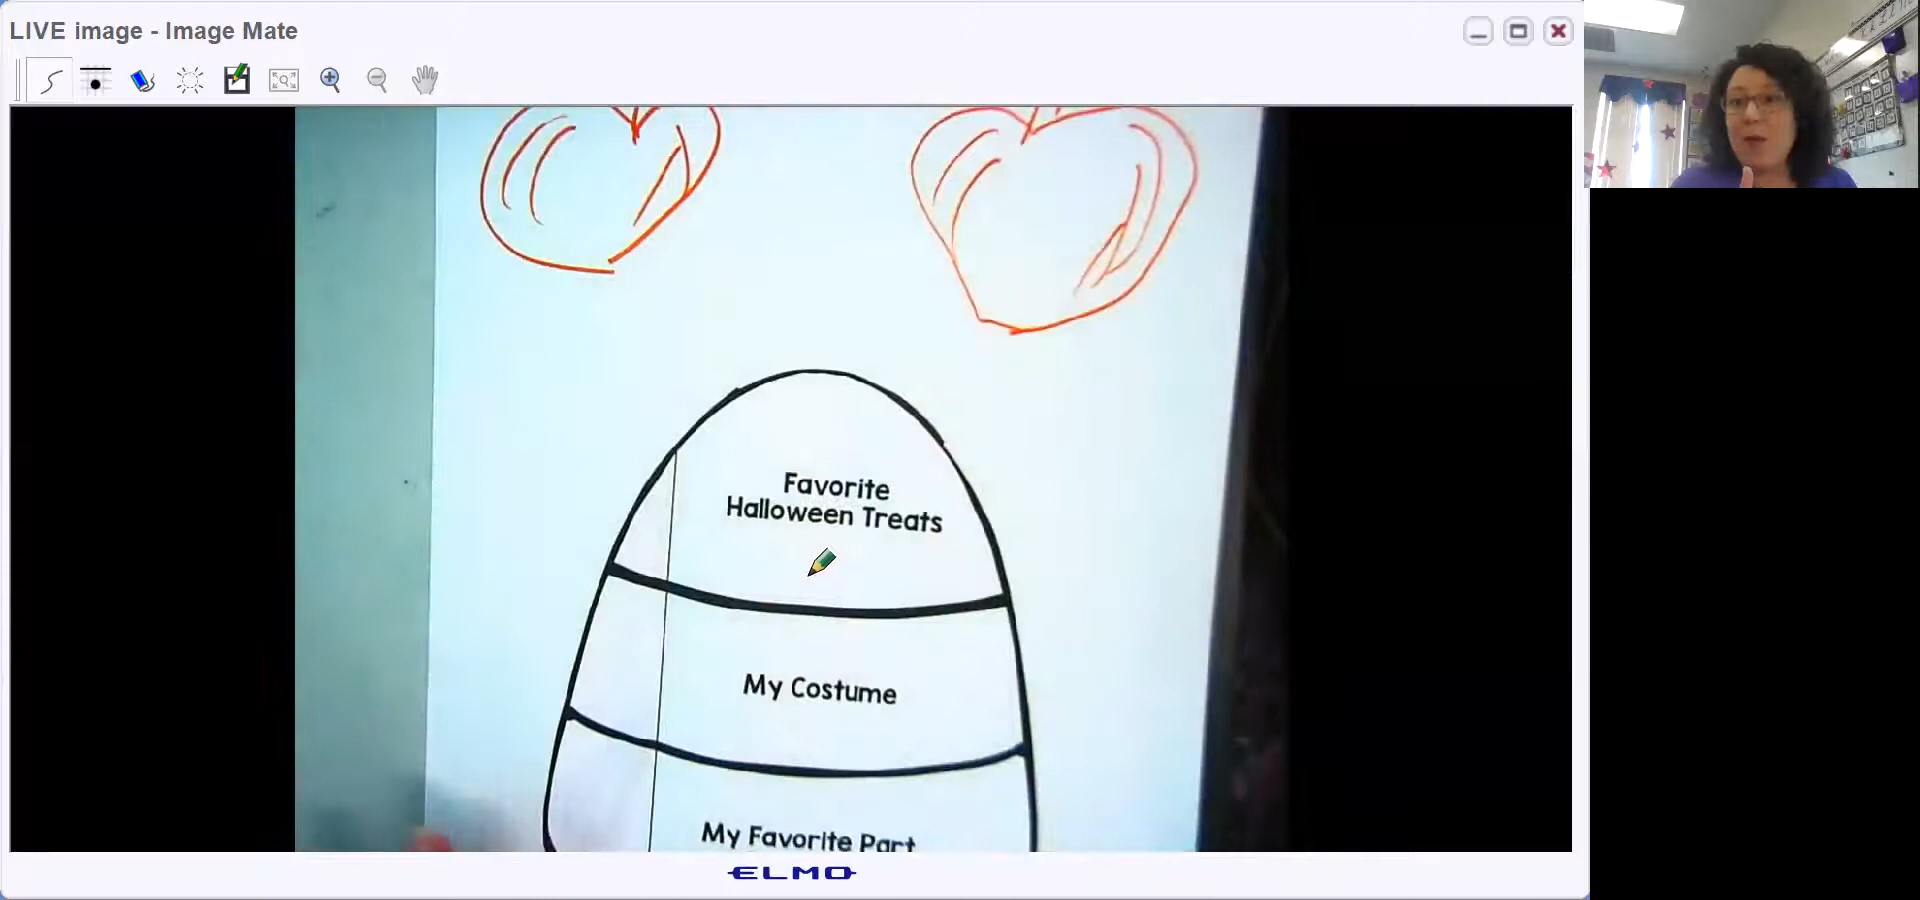 LIVE image - Image Mate
Favorite
Halloween Treats
My Costume
My Favorite Part
ELMO